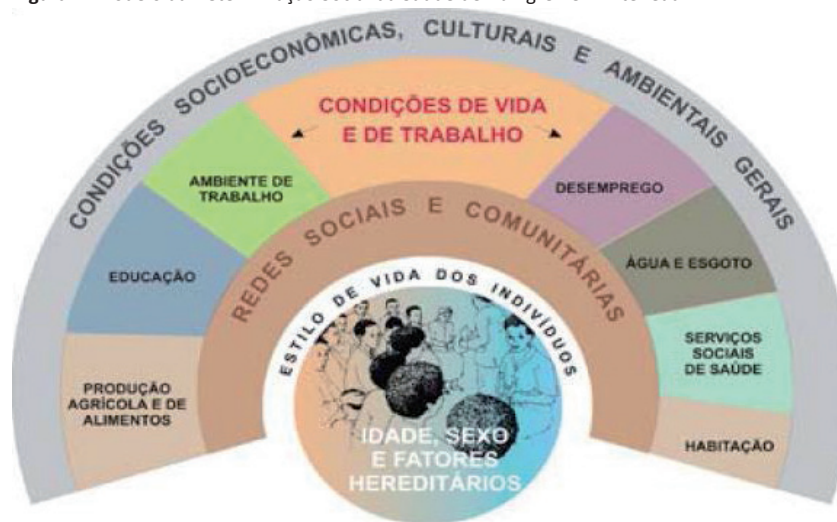 CONDIÇÕES SOCIOECONÔMICAS, CULTURAIS E AMBIENTAIS GERAIS
CONDIÇÕES DE VIDA
E DE TRABALHO
AMBIENTE DE
TRABALHO
DESEMPREGO
REDES SOCIAIS E COMUNITÁRIAS
EDUCAÇÃO
ÁGUA E ESGOTO
ESTILO DE VIDA DOS INDIVÍDUOS
PRODUÇÃO
AGRÍCOLA E DE
ALIMENTOS
SERVIÇOS
SOCIAIS
DE SAÚDE
HABITAÇÃO
IDADE, SEXO
E FATORES
HEREDITÁRIOS